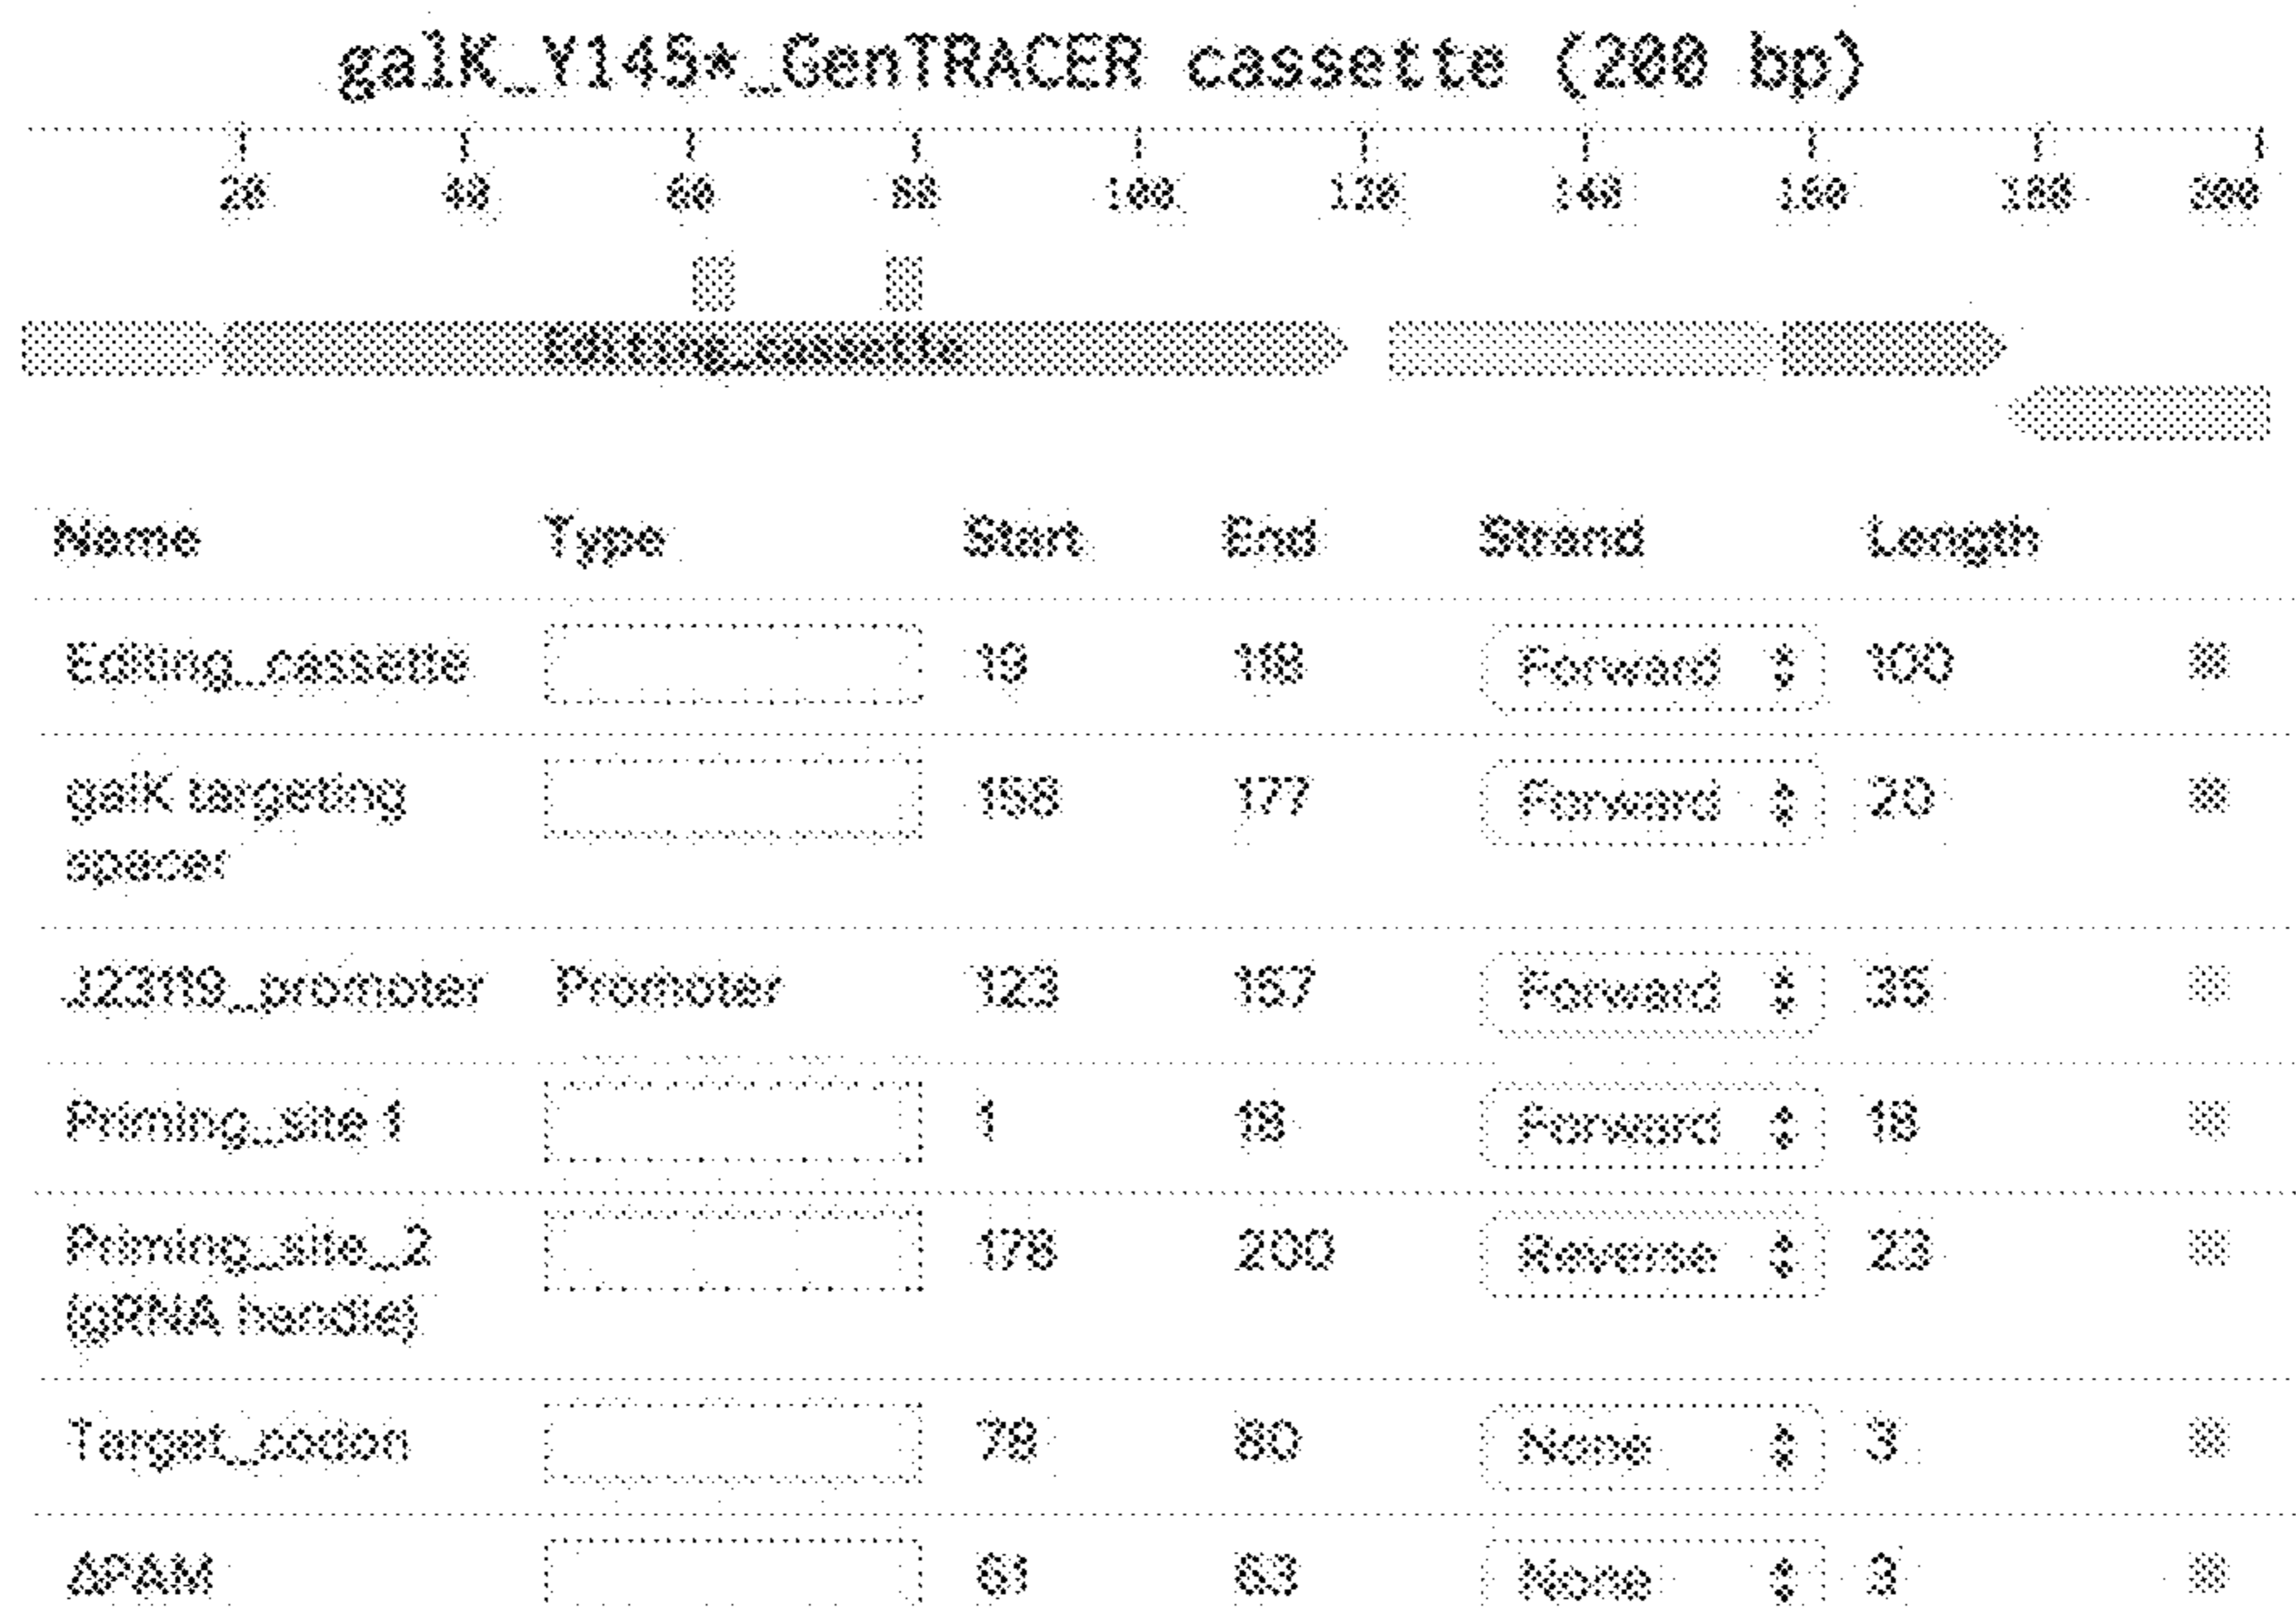 galK_Y145*_GenTRACER cassette (200 bp)
20 40 60 80 100 120 140 160 180 200
Editing_cassette
Name Type Start End Strand Length
Editing_cassette 19 118 Forward 100
galK targeting 158 177 Forward 20
spacer
J23119_promoter Promoter 123 157 Forward 35
Priming_site 1 1 18 Forward 18
Priming_site_2 178 200 Reverse 23
(gRNA handle)
Target_codon 78 80 None 3
ΔPAM 61 63 None 3